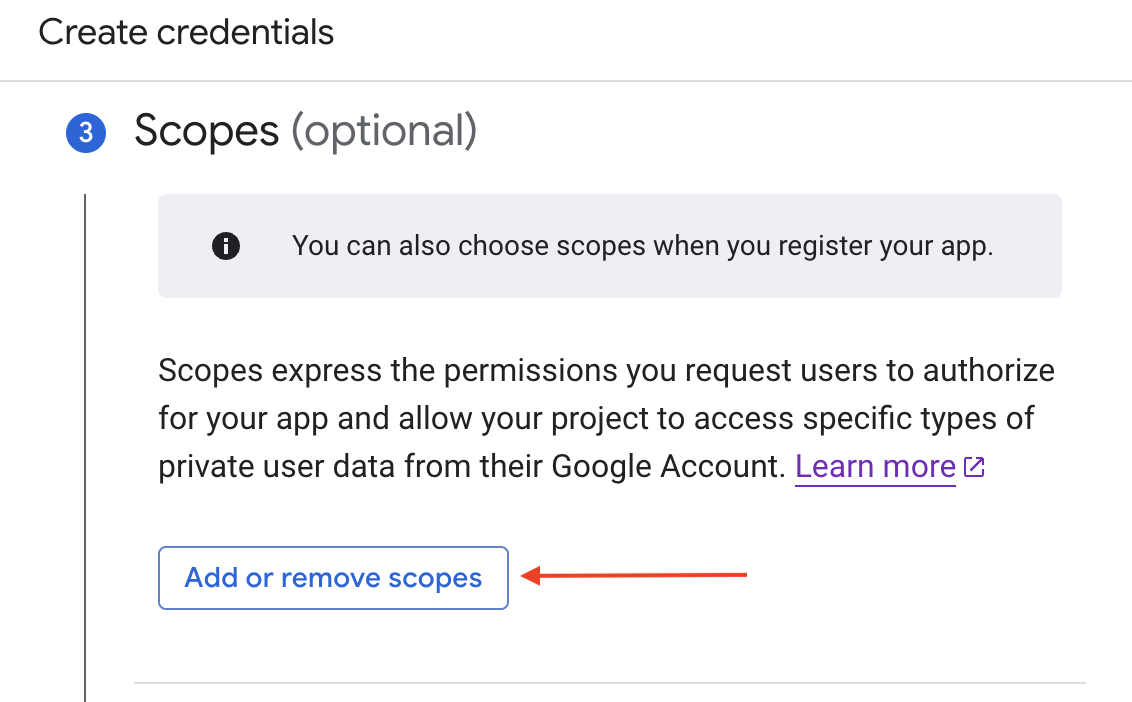 Create credentials
3 Scopes (optional)
You can also choose scopes when you register your app.
Scopes express the permissions you request users to authorize
for your app and allow your project to access specific types of
private user data from their Google Account. Learn more
Add or remove scopes